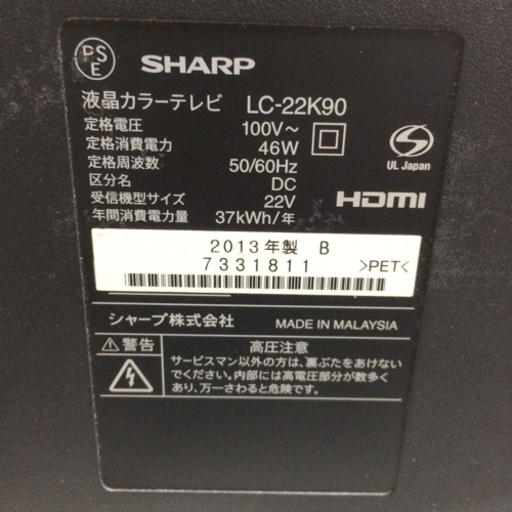 PS
E
SHARP
液晶カラーテレビ LC-22K90
定格電圧 100V～
定格消費電力 46W
定格周波数 50/60Hz
区分名 DC
受信機型サイズ 22V
年間消費電力量 37kWh/年
S
UL Japan
HDMI
2013年製 B
7331811 >PET<
シャープ株式会社 MADE IN MALAYSIA
⚠警告 高圧注意
サービスマン以外の方は、裏ぶたをあけない
でください。内部には高電圧部分が数多く
あり、万一さわると危険です。